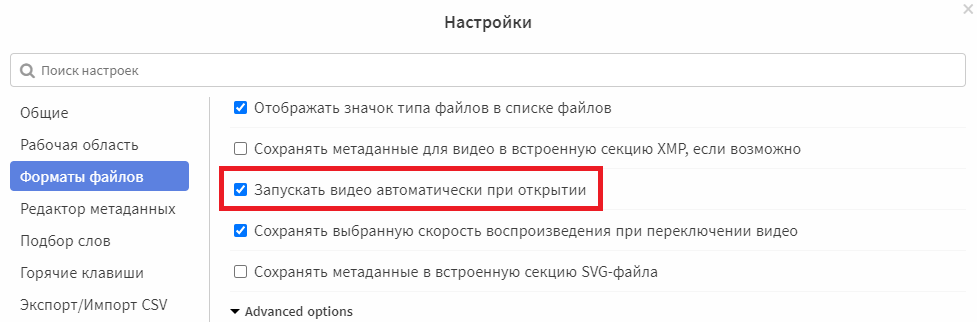 Настройки
Поиск настроек
Общие
Рабочая область
Форматы файлов
Редактор метаданных
Подбор слов
Горячие клавиши
Экспорт/Импорт CSV
Отображать значок типа файлов в списке файлов
Сохранять метаданные для видео в встроенную секцию XMP, если возможно
Запускать видео автоматически при открытии
Сохранять выбранную скорость воспроизведения при переключении видео
Сохранять метаданные в встроенную секцию SVG-файла
Advanced options